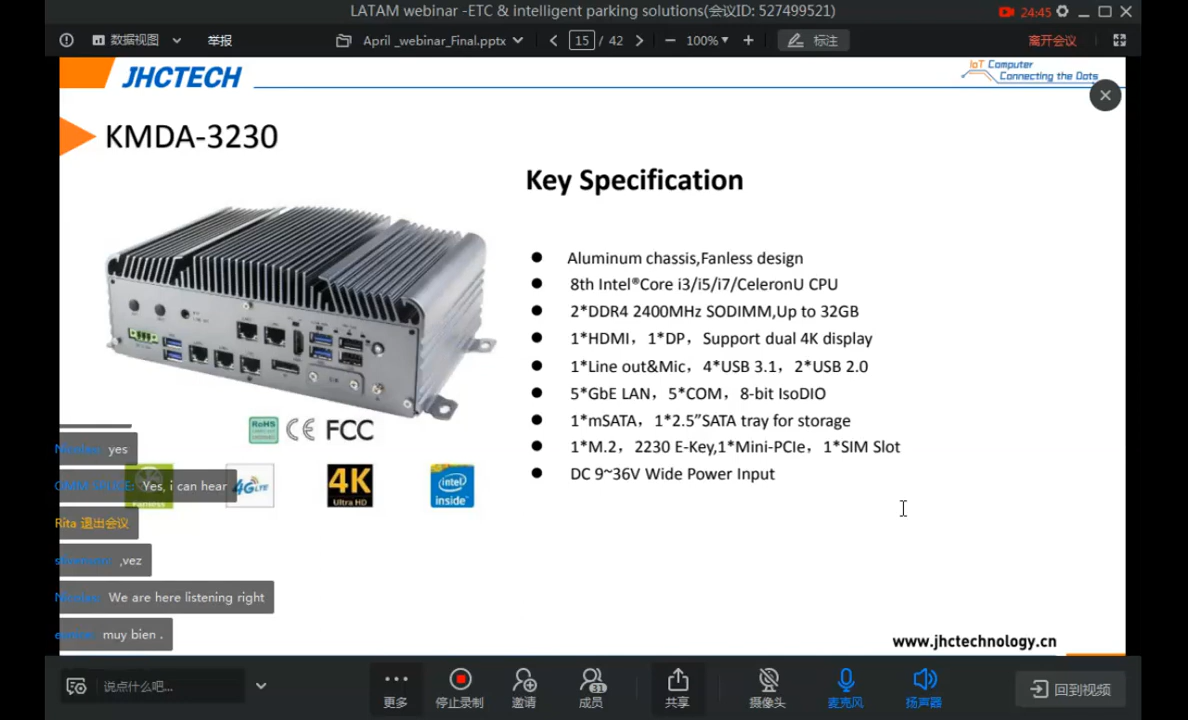 LATAM webinar -ETC & intelligent parking solutions(会议ID: 527499521)
24:45
数据视图
举报
April _webinar_Final.pptx
15 / 42
100%
标注
离开会议
JHCTECH
IoT Computer
Connecting the Dots
KMDA-3230
Key Specification
Aluminum chassis,Fanless design
8th Intel®Core i3/i5/i7/CeleronU CPU
2*DDR4 2400MHz SODIMM,Up to 32GB
1*HDMI，1*DP，Support dual 4K display
1*Line out&Mic，4*USB 3.1，2*USB 2.0
5*GbE LAN，5*COM，8-bit IsoDIO
1*mSATA，1*2.5”SATA tray for storage
1*M.2，2230 E-Key,1*Mini-PCIe，1*SIM Slot
DC 9~36V Wide Power Input
RoHS
CE FCC
4G LTE
4K
Ultra HD
intel
inside
yes
Yes, i can hear
Rita 退出会议
,vez
We are here listening right
muy bien .
www.jhctechnology.cn
说点什么吧...
更多
停止录制
邀请
31
成员
共享
摄像头
麦克风
扬声器
回到视频